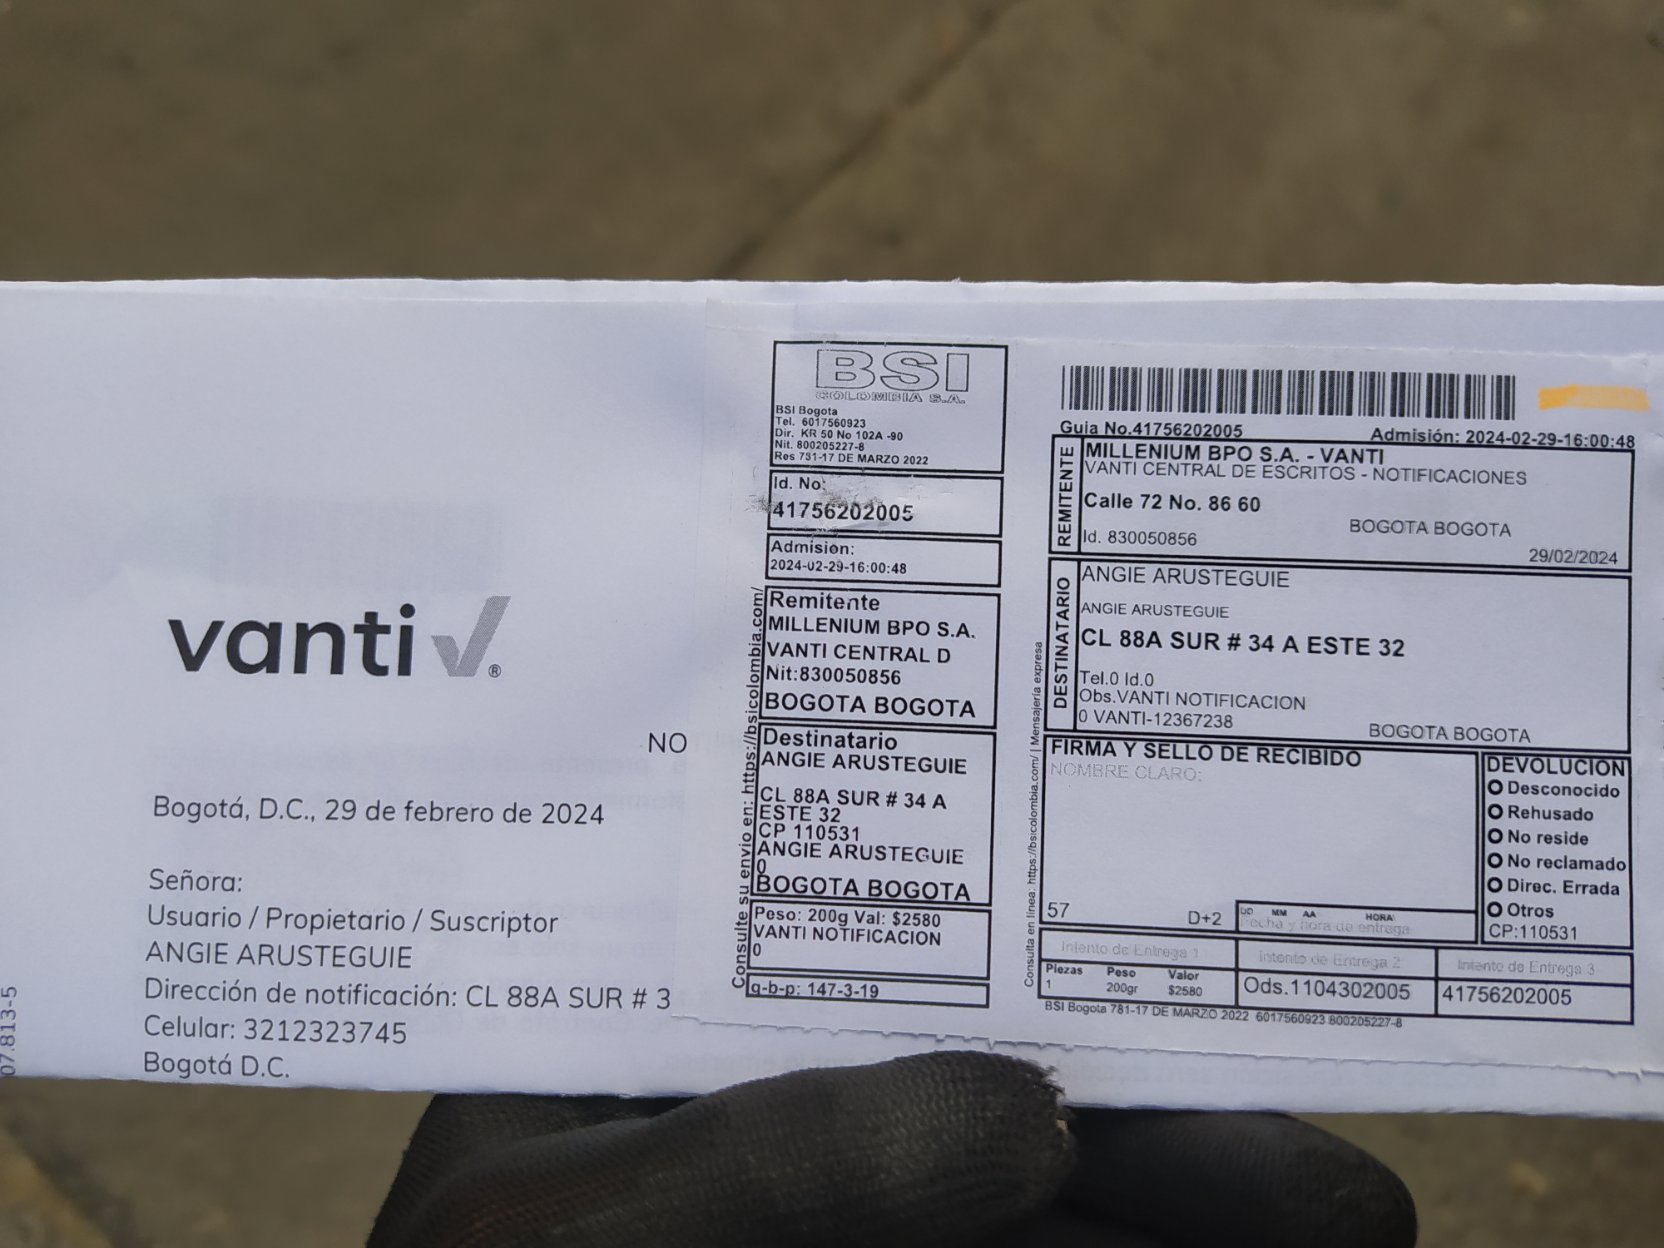 vanti
®
NO
Bogotá, D.C., 29 de febrero de 2024
Señora:
Usuario / Propietario / Suscriptor
ANGIE ARUSTEGUIE
Dirección de notificación: CL 88A SUR # 3
Celular: 3212323745
Bogotá D.C.
07.813-5
BSI
COLOMBIA S.A.
BSI Bogota
Tel. 6017560923
Dir. KR 50 No 102A -90
Nit. 800205227-8
Res 781-17 DE MARZO 2022
Id. No:
41756202005
Admisión:
2024-02-29-16:00:48
Remitente
MILLENIUM BPO S.A.
VANTI CENTRAL D
Nit:830050856
BOGOTA BOGOTA
Destinatario
ANGIE ARUSTEGUIE
CL 88A SUR # 34 A
ESTE 32
CP 110531
ANGIE ARUSTEGUIE
0
BOGOTA BOGOTA
Peso: 200g Val: $2580
VANTI NOTIFICACION
0
g-b-p: 147-3-19
Consulte su envio en: https://bsicolombia.com/
Guia No.41756202005
Admisión: 2024-02-29-16:00:48
REMITENTE
MILLENIUM BPO S.A. - VANTI
VANTI CENTRAL DE ESCRITOS - NOTIFICACIONES
Calle 72 No. 86 60
BOGOTA BOGOTA
Id. 830050856
29/02/2024
DESTINATARIO
ANGIE ARUSTEGUIE
ANGIE ARUSTEGUIE
CL 88A SUR # 34 A ESTE 32
Tel.0 Id.0
Obs.VANTI NOTIFICACION
0 VANTI-12367238
BOGOTA BOGOTA
Consulta en linea: https://bsicolombia.com/ | Mensajería expresa
FIRMA Y SELLO DE RECIBIDO
NOMBRE CLARO:
57
D+2
DD MM AA HORA
Fecha y hora de entrega
DEVOLUCION
Desconocido
Rehusado
No reside
No reclamado
Direc. Errada
Otros
CP:110531
Intento de Entrega 1
Intento de Entrega 2
Intento de Entrega 3
Piezas Peso Valor
1 200gr $2580
Ods.1104302005
41756202005
BSI Bogota 781-17 DE MARZO 2022 6017560923 800205227-8